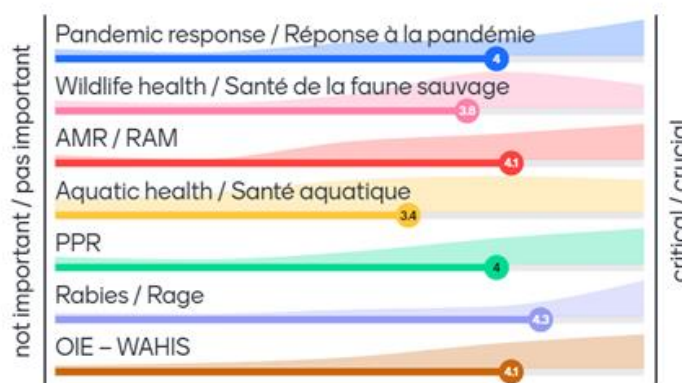 not important / pas important
Pandemic response / Réponse à la pandémie
4
Wildlife health / Santé de la faune sauvage
3.8
AMR / RAM
4.1
Aquatic health / Santé aquatique
3.4
PPR
4
Rabies / Rage
4.3
OIE – WAHIS
4.1
critical / crucial